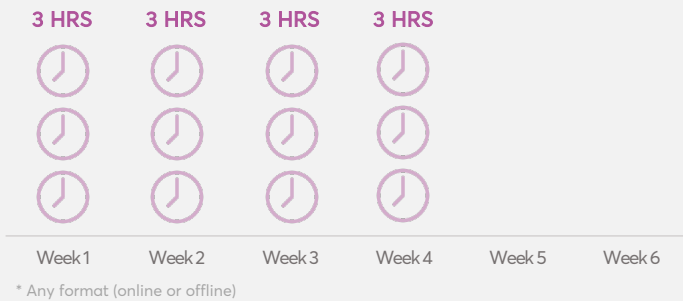 3 HRS 3 HRS 3 HRS 3 HRS
Week 1 Week 2 Week 3 Week 4 Week 5 Week 6
* Any format (online or offline)